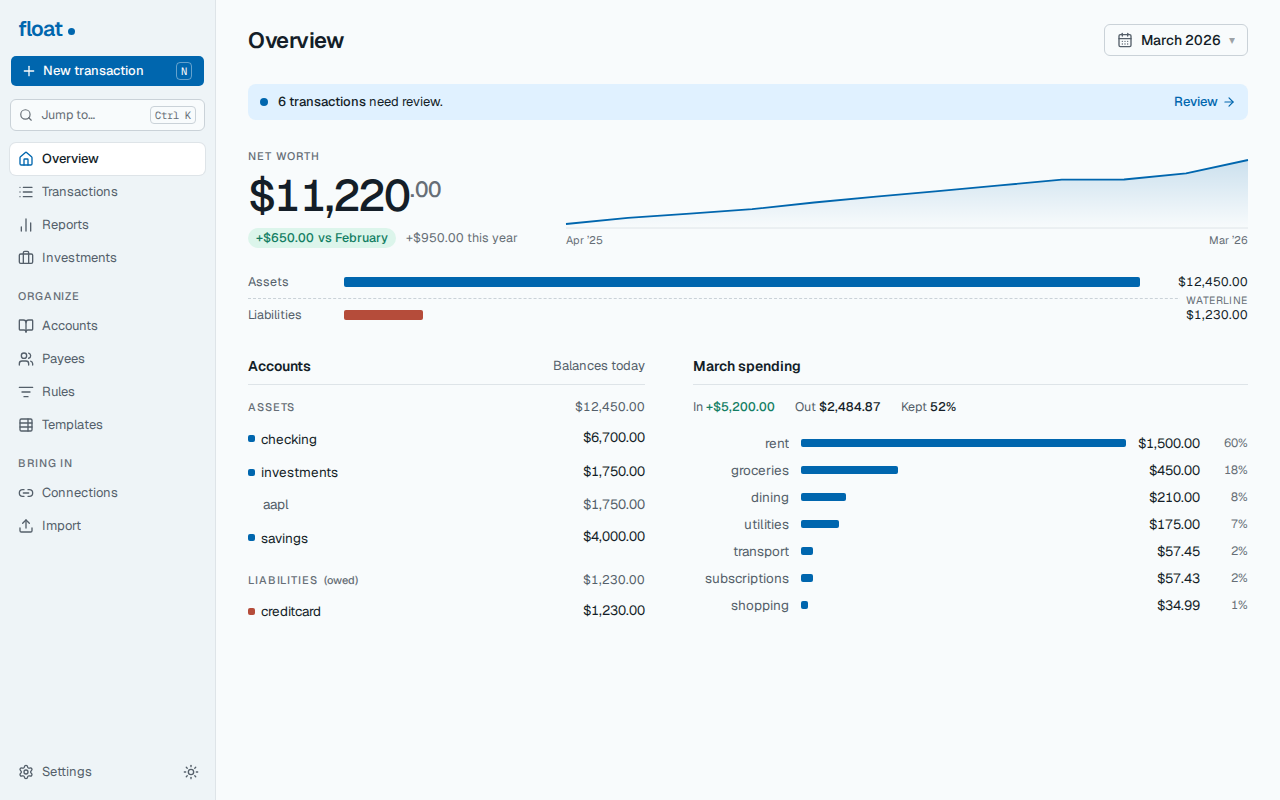 float
New transaction N
Jump to... Ctrl K
Overview
Transactions
Reports
Investments
ORGANIZE
Accounts
Payees
Rules
Templates
BRING IN
Connections
Import
Settings
Overview
March 2026
6 transactions need review.
Review →
NET WORTH
$11,220.00
+$650.00 vs February +$950.00 this year
Apr '25 Mar '26
Assets $12,450.00
WATERLINE
Liabilities $1,230.00
Accounts Balances today
ASSETS $12,450.00
checking $6,700.00
investments $1,750.00
aapl $1,750.00
savings $4,000.00
LIABILITIES (owed) $1,230.00
creditcard $1,230.00
March spending
In +$5,200.00 Out $2,484.87 Kept 52%
rent $1,500.00 60%
groceries $450.00 18%
dining $210.00 8%
utilities $175.00 7%
transport $57.45 2%
subscriptions $57.43 2%
shopping $34.99 1%